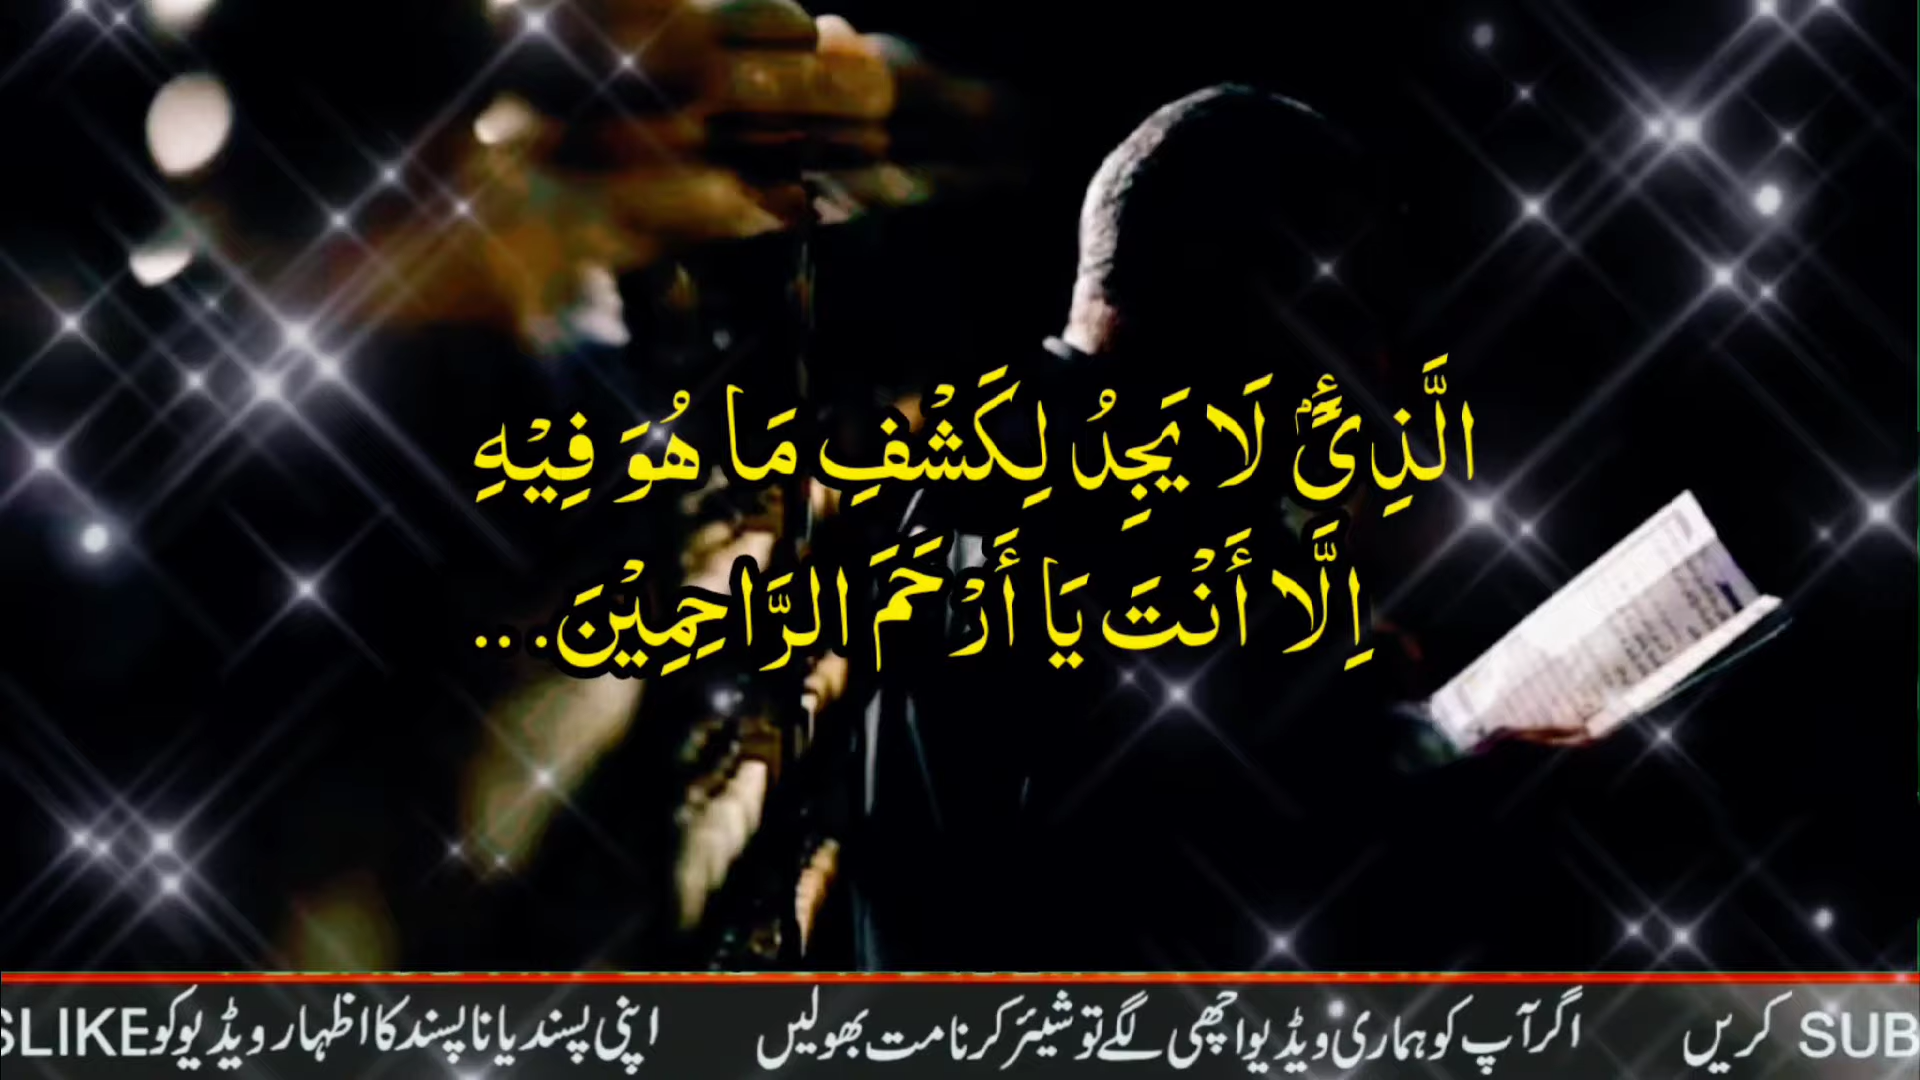 الَّذِیْٓ لَا يَجِدُ لِكَشْفِ مَا هُوَ فِيْهِ
اِلَّا أَنْتَ يَا أَرْحَمَ الرَّاحِمِيْنَ...
SUB کریں اگر آپ کو ہماری ویڈیو اچھی لگے تو شیئر کرنا مت بھولیں اپنی پسند یا ناپسند کا اظہار ویڈیو کو SLIKE